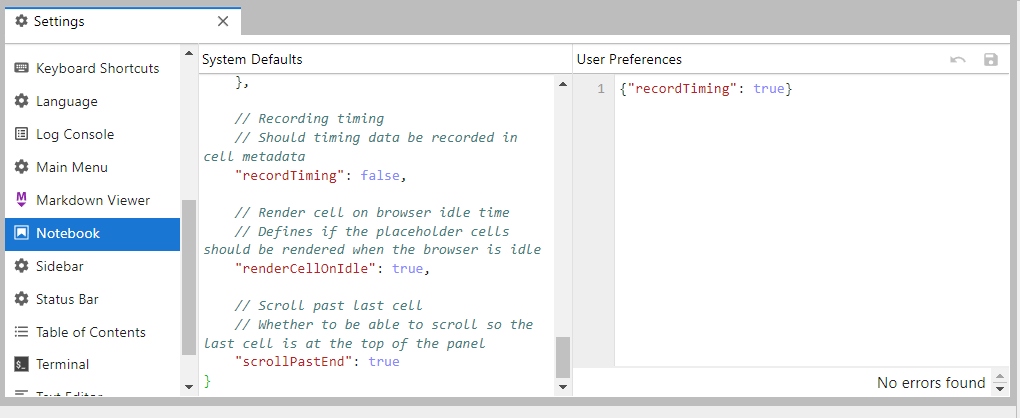 Settings
Keyboard Shortcuts
Language
Log Console
Main Menu
Markdown Viewer
Notebook
Sidebar
Status Bar
Table of Contents
Terminal
Text Editor
System Defaults
},
// Recording timing
// Should timing data be recorded in
cell metadata
"recordTiming": false,
// Render cell on browser idle time
// Defines if the placeholder cells
should be rendered when the browser is idle
"renderCellOnIdle": true,
// Scroll past last cell
// Whether to be able to scroll so the
last cell is at the top of the panel
"scrollPastEnd": true
}
User Preferences
1 {"recordTiming": true}
No errors found